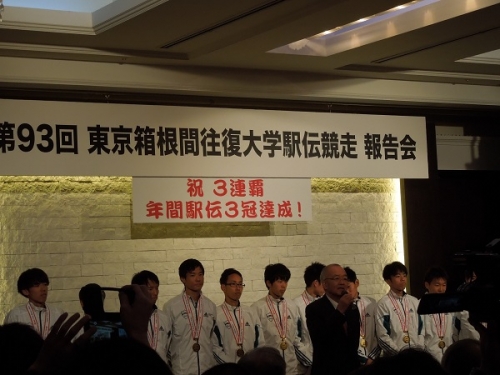 第93回 東京箱根間往復大学駅伝競走 報告会
祝 3連覇
年間駅伝3冠達成!